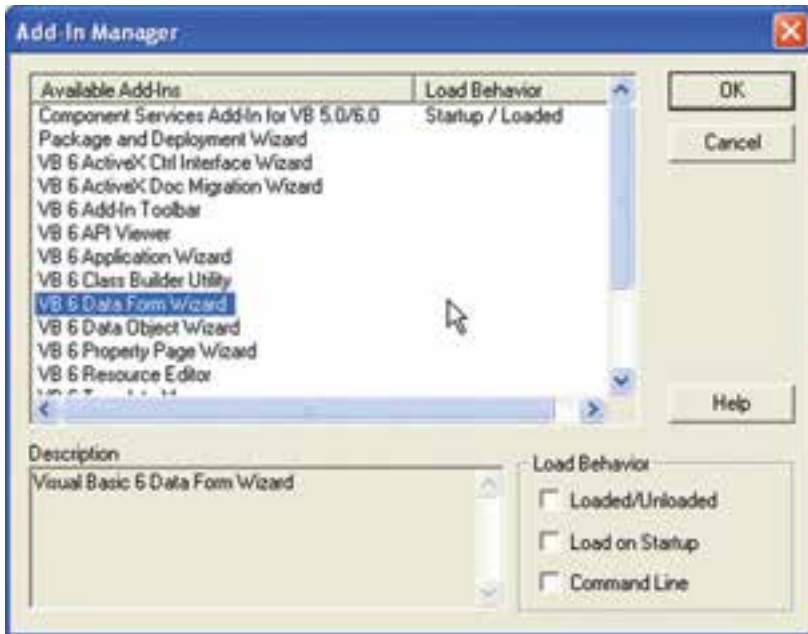 Add-In Manager
Available Add-Ins Load Behavior
Component Services Add-In for VB 5.0/6.0 Startup / Loaded
Package and Deployment Wizard
VB 6 ActiveX Ctrl Interface Wizard
VB 6 ActiveX Doc Migration Wizard
VB 6 Add-In Toolbar
VB 6 API Viewer
VB 6 Application Wizard
VB 6 Class Builder Utility
VB 6 Data Form Wizard
VB 6 Data Object Wizard
VB 6 Property Page Wizard
VB 6 Resource Editor
OK
Cancel
Help
Description
Visual Basic 6 Data Form Wizard
Load Behavior
Loaded/Unloaded
Load on Startup
Command Line